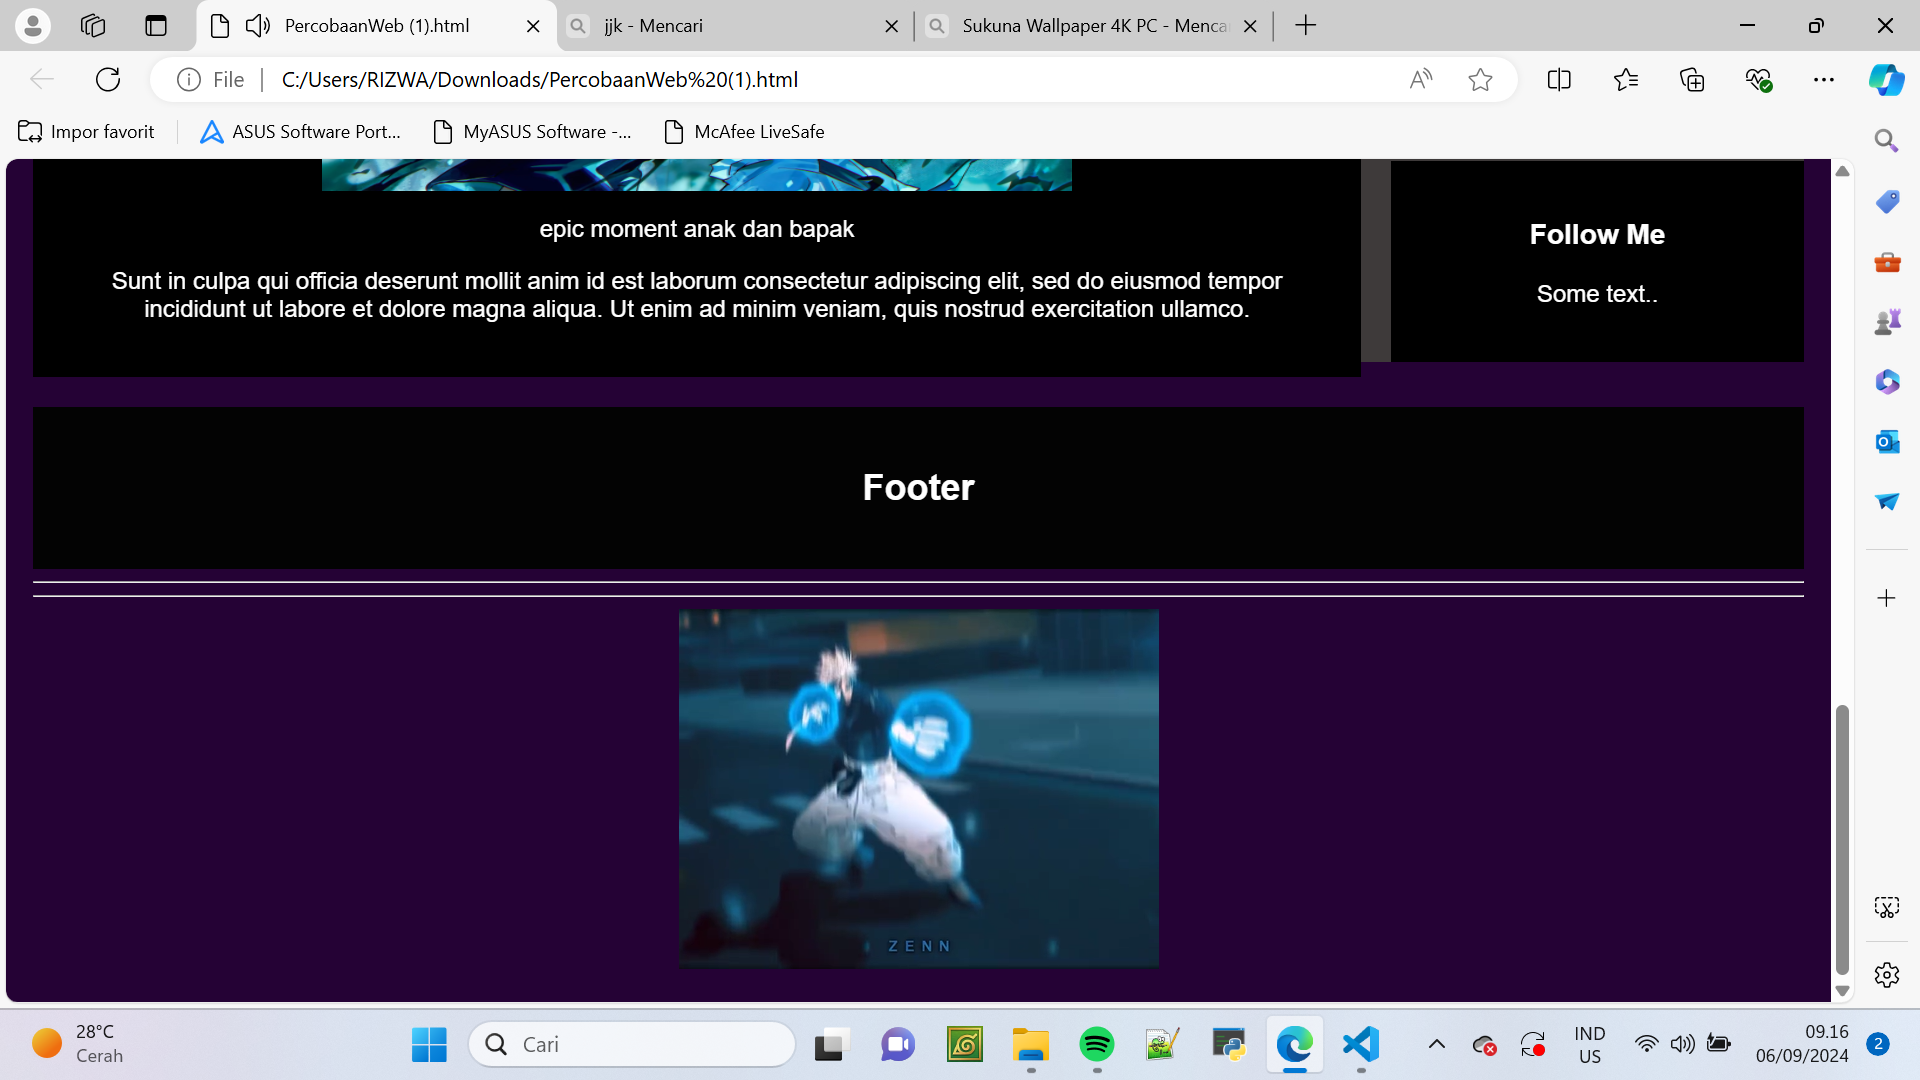 PercobaanWeb (1).html
jjk - Mencari
Sukuna Wallpaper 4K PC - Menca
File
C:/Users/RIZWA/Downloads/PercobaanWeb%20(1).html
Impor favorit
ASUS Software Port...
MyASUS Software -...
McAfee LiveSafe
epic moment anak dan bapak
Sunt in culpa qui officia deserunt mollit anim id est laborum consectetur adipiscing elit, sed do eiusmod tempor
incididunt ut labore et dolore magna aliqua. Ut enim ad minim veniam, quis nostrud exercitation ullamco.
Follow Me
Some text..
Footer
ZENN
28°C
Cerah
Cari
IND
US
09.16
06/09/2024
2